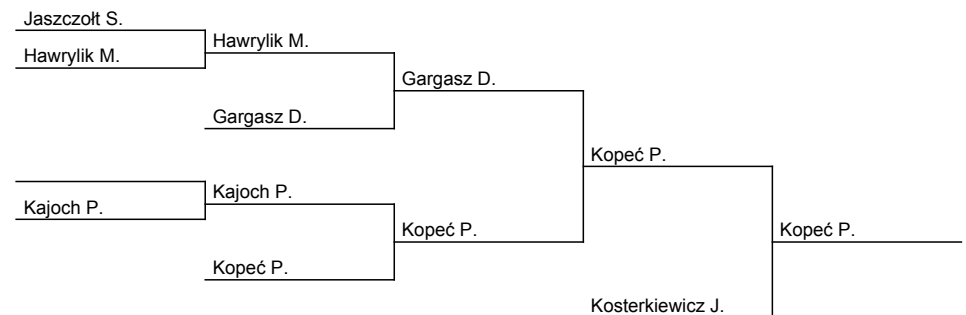 Jaszczołt S.
Hawrylik M.
Hawrylik M.
Gargasz D.
Gargasz D.
Kopeć P.
Kajoch P.
Kajoch P.
Kopeć P.
Kopeć P.
Kopeć P.
Kosterkiewicz J.